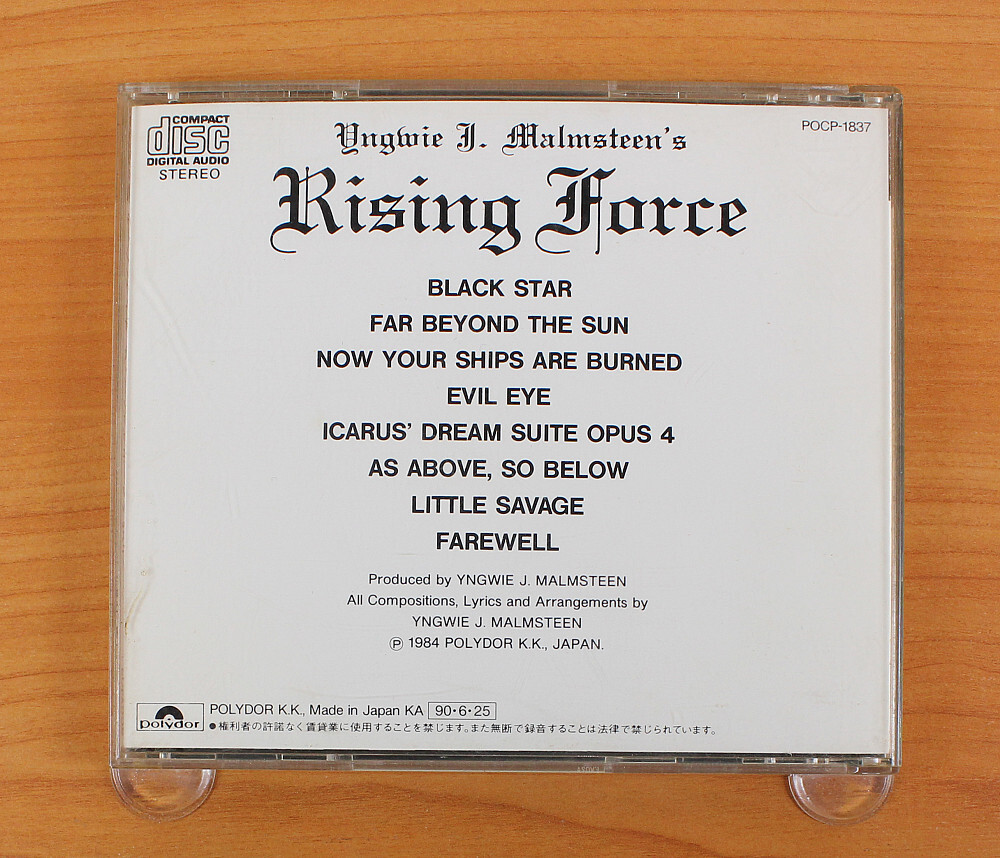 COMPACT
disc
DIGITAL AUDIO
STEREO
POCP-1837
Yngwie J. Malmsteen's
Rising Force
BLACK STAR
FAR BEYOND THE SUN
NOW YOUR SHIPS ARE BURNED
EVIL EYE
ICARUS' DREAM SUITE OPUS 4
AS ABOVE, SO BELOW
LITTLE SAVAGE
FAREWELL
Produced by YNGWIE J. MALMSTEEN
All Compositions, Lyrics and Arrangements by
YNGWIE J. MALMSTEEN
Ⓟ 1984 POLYDOR K.K., JAPAN.
polydor
POLYDOR K.K., Made in Japan KA 90・6・25
●権利者の許諾なく賃貸業に使用することを禁じます。また無断で録音することは法律で禁じられています。